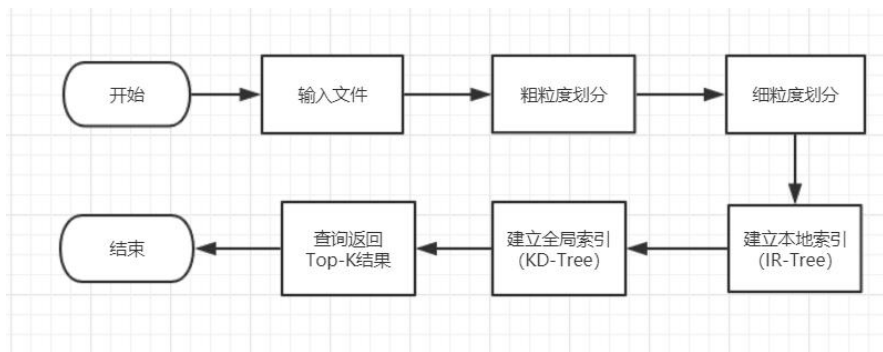 开始
输入文件
粗粒度划分
细粒度划分
建立本地索引
(IR-Tree)
建立全局索引
(KD-Tree)
查询返回
Top-K结果
结束